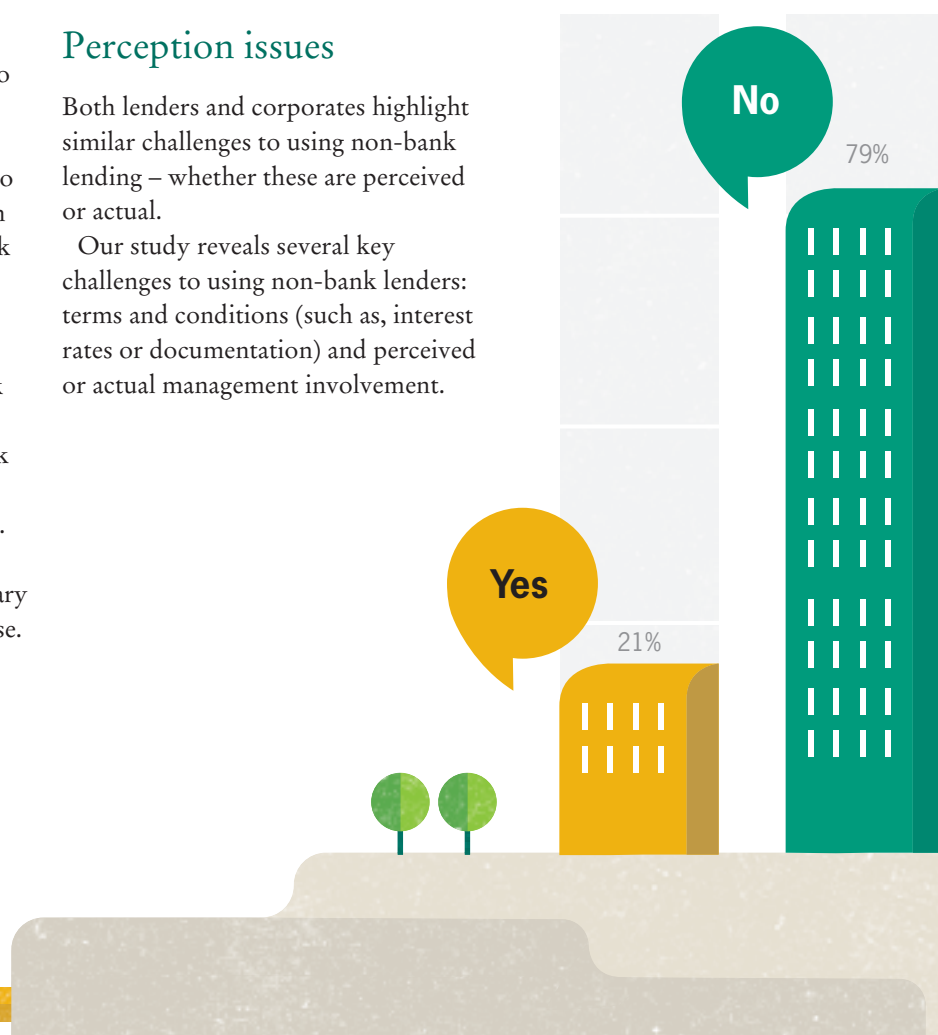 o
o
n
k
k
k
.
ary
se.
Perception issues
Both lenders and corporates highlight
similar challenges to using non-bank
lending – whether these are perceived
or actual.
Our study reveals several key
challenges to using non-bank lenders:
terms and conditions (such as, interest
rates or documentation) and perceived
or actual management involvement.
No
79%
Yes
21%